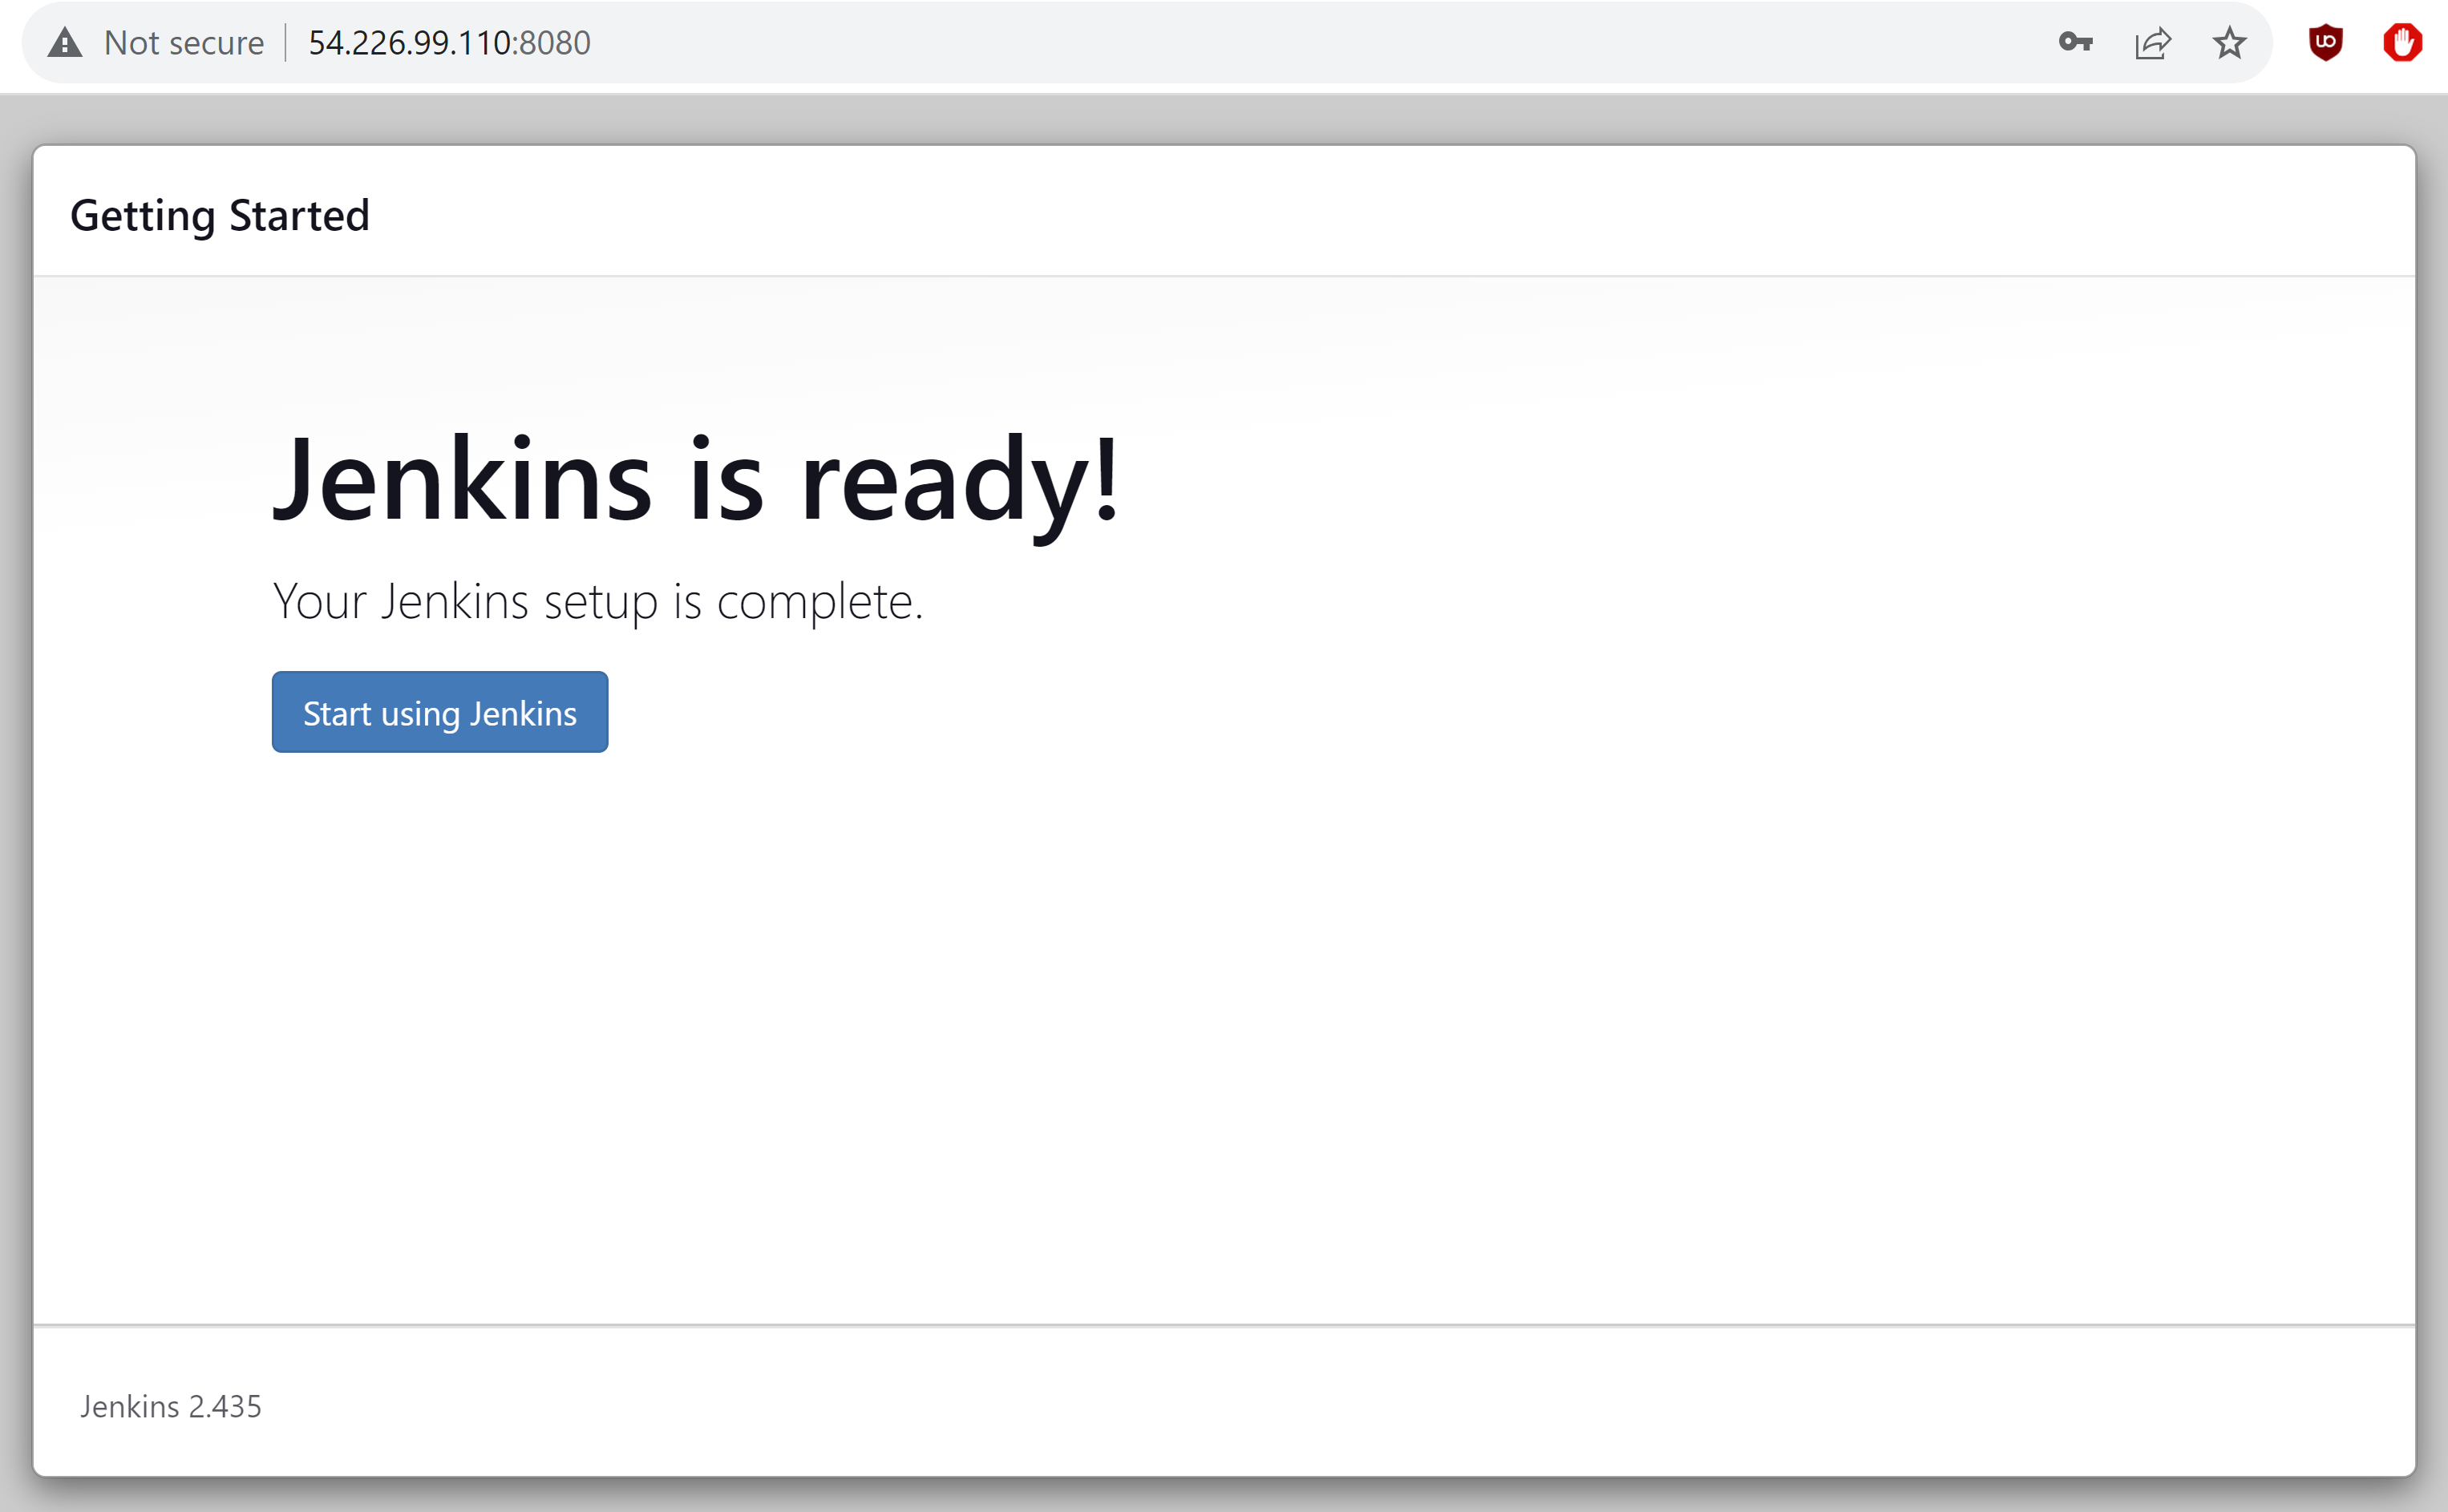 Not secure 54.226.99.110:8080
Getting Started
Jenkins is ready!
Your Jenkins setup is complete.
Start using Jenkins
Jenkins 2.435